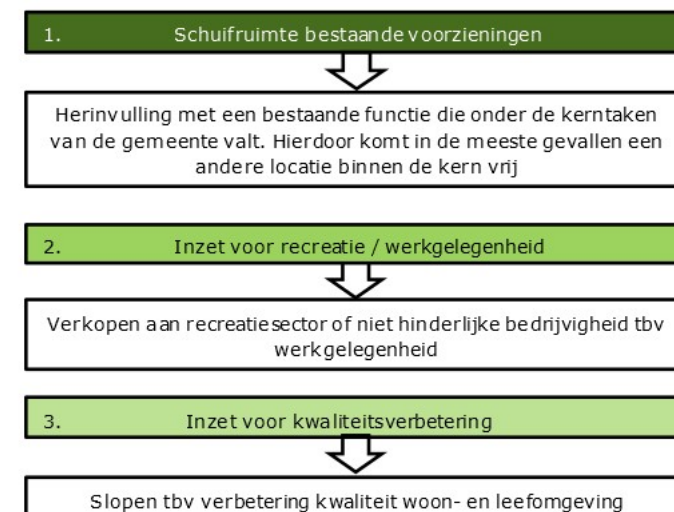 1. Schuifruimte bestaande voorzieningen
Herinvulling met een bestaande functie die onder de kerntaken
van de gemeente valt. Hierdoor komt in de meeste gevallen een
andere locatie binnen de kern vrij
2. Inzet voor recreatie / werkgelegenheid
Verkopen aan recreatiesector of niet hinderlijke bedrijvigheid tbv
werkgelegenheid
3. Inzet voor kwaliteitsverbetering
Slopen tbv verbetering kwaliteit woon- en leefomgeving